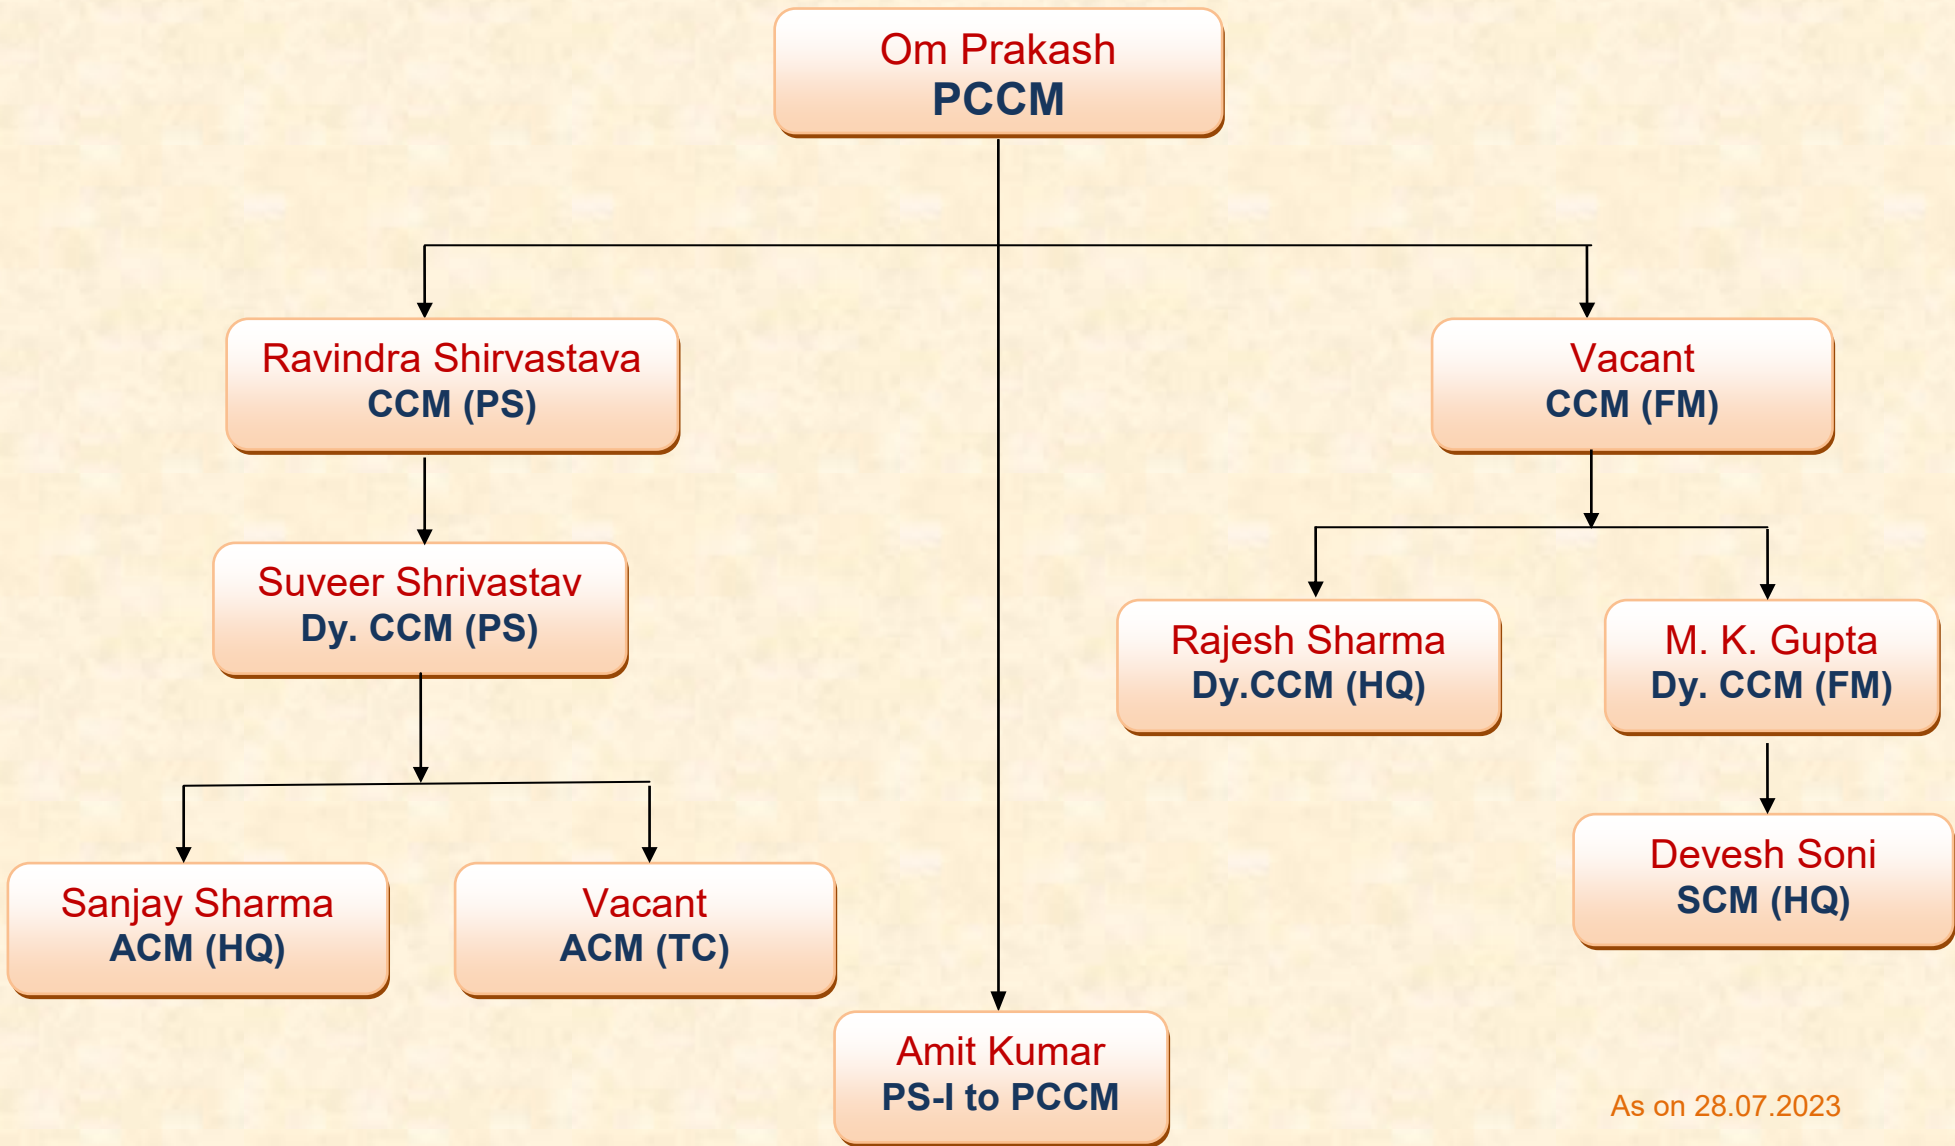 Om Prakash
PCCM
Ravindra Shirvastava
CCM (PS)
Vacant
CCM (FM)
Suveer Shrivastav
Dy. CCM (PS)
Rajesh Sharma
Dy.CCM (HQ)
M. K. Gupta
Dy. CCM (FM)
Sanjay Sharma
ACM (HQ)
Vacant
ACM (TC)
Devesh Soni
SCM (HQ)
Amit Kumar
PS-I to PCCM
As on 28.07.2023